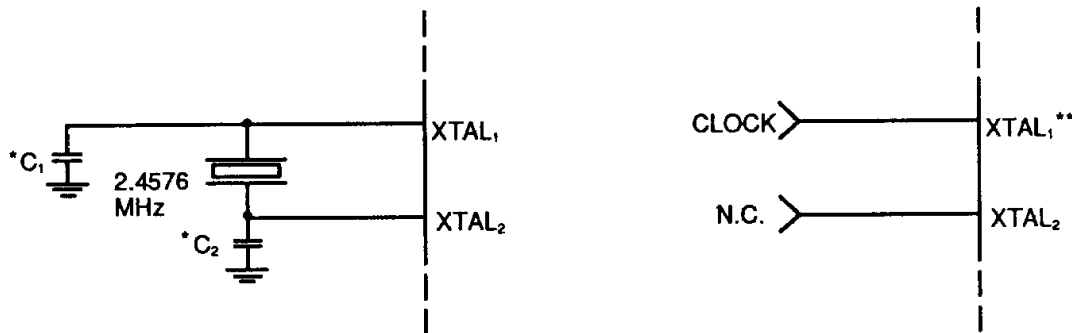 XTAL₁
*C₁
2.4576
MHz
XTAL₂
*C₂
CLOCK
XTAL₁**
N.C.
XTAL₂